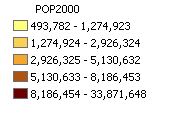 POP2000
493,782 - 1,274,923
1,274,924 - 2,926,324
2,926,325 - 5,130,632
5,130,633 - 8,186,453
8,186,454 - 33,871,648